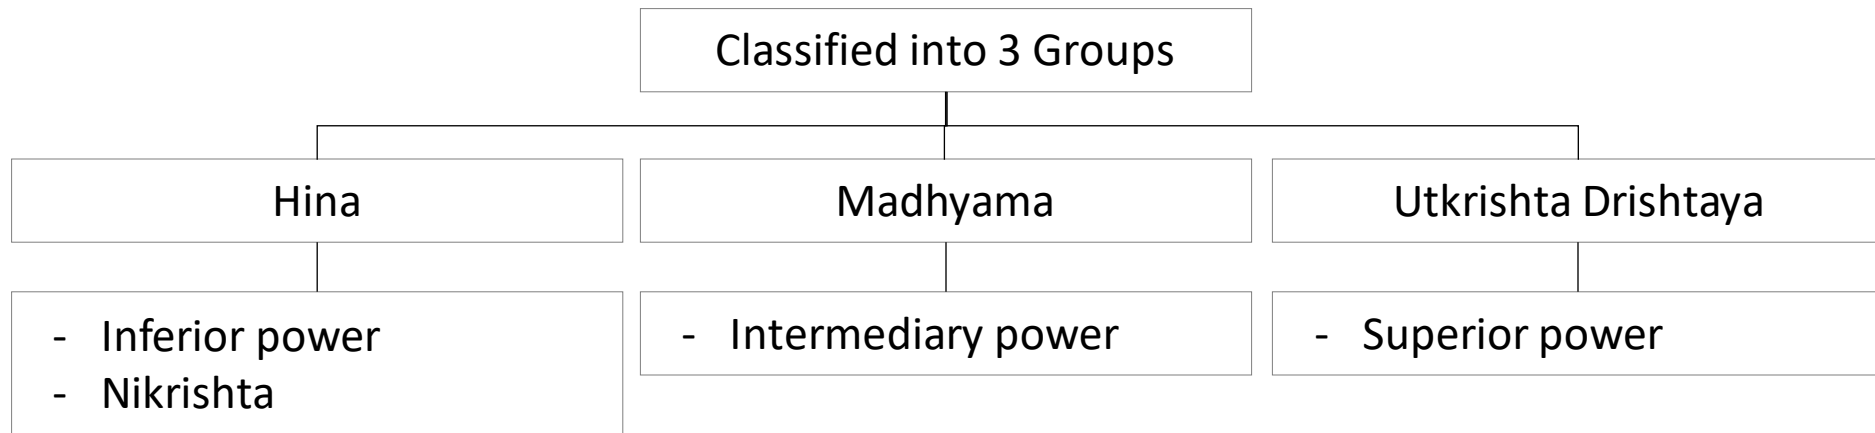 Classified into 3 Groups
Hina
Madhyama
Utkrishta Drishtaya
- Inferior power
- Nikrishta
- Intermediary power
- Superior power